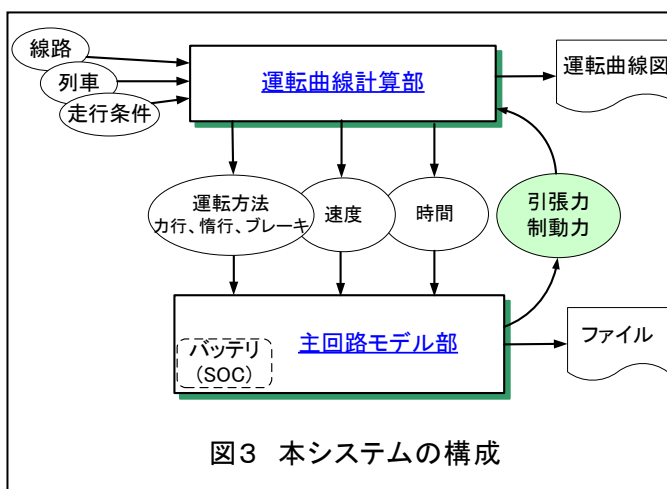 線路
列車
走行条件
運転曲線計算部
運転曲線図
運転方法
力行、惰行、ブレーキ
速度
時間
引張力
制動力
バッテリ
(SOC)
主回路モデル部
ファイル
図3 本システムの構成